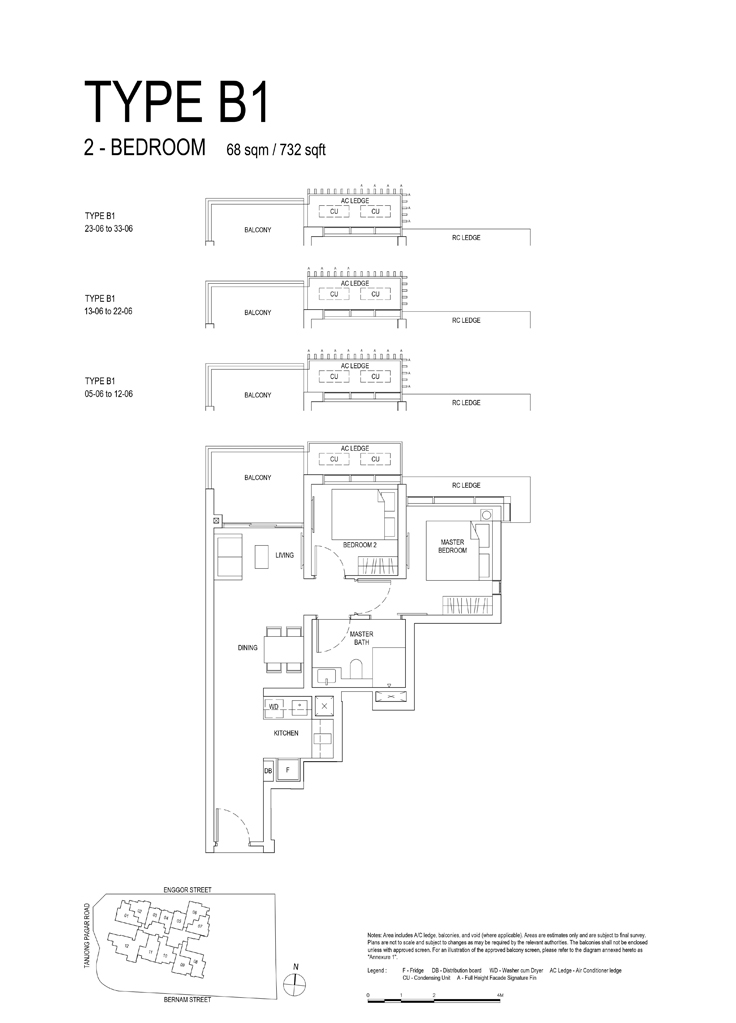 TYPE B1
2 - BEDROOM 68 sqm / 732 sqft
TYPE B1
23-06 to 33-06
BALCONY
AC LEDGE
CU CU
RC LEDGE
TYPE B1
13-06 to 22-06
BALCONY
AC LEDGE
CU CU
RC LEDGE
TYPE B1
05-06 to 12-06
BALCONY
AC LEDGE
CU CU
RC LEDGE
AC LEDGE
CU CU
BALCONY
RC LEDGE
BEDROOM 2
MASTER
BEDROOM
LIVING
MASTER
BATH
DINING
WD
KITCHEN
DB F
ENGGOR STREET
TANJONG PAGAR ROAD
BERNAM STREET
N
Notes: Area includes A/C ledge, balconies, and void (where applicable). Areas are estimates only and are subject to final survey.
Plans are not to scale and subject to changes as may be required by the relevant authorities. The balconies shall not be enclosed
unless with approved screen. For an illustration of the approved balcony screen, please refer to the diagram annexed hereto as
"Annexure 1".
Legend : F - Fridge DB - Distribution board WD - Washer cum Dryer AC Ledge - Air Conditioner ledge
CU - Condensing Unit A - Full Height Facade Signature Fin
0 1 2 4M